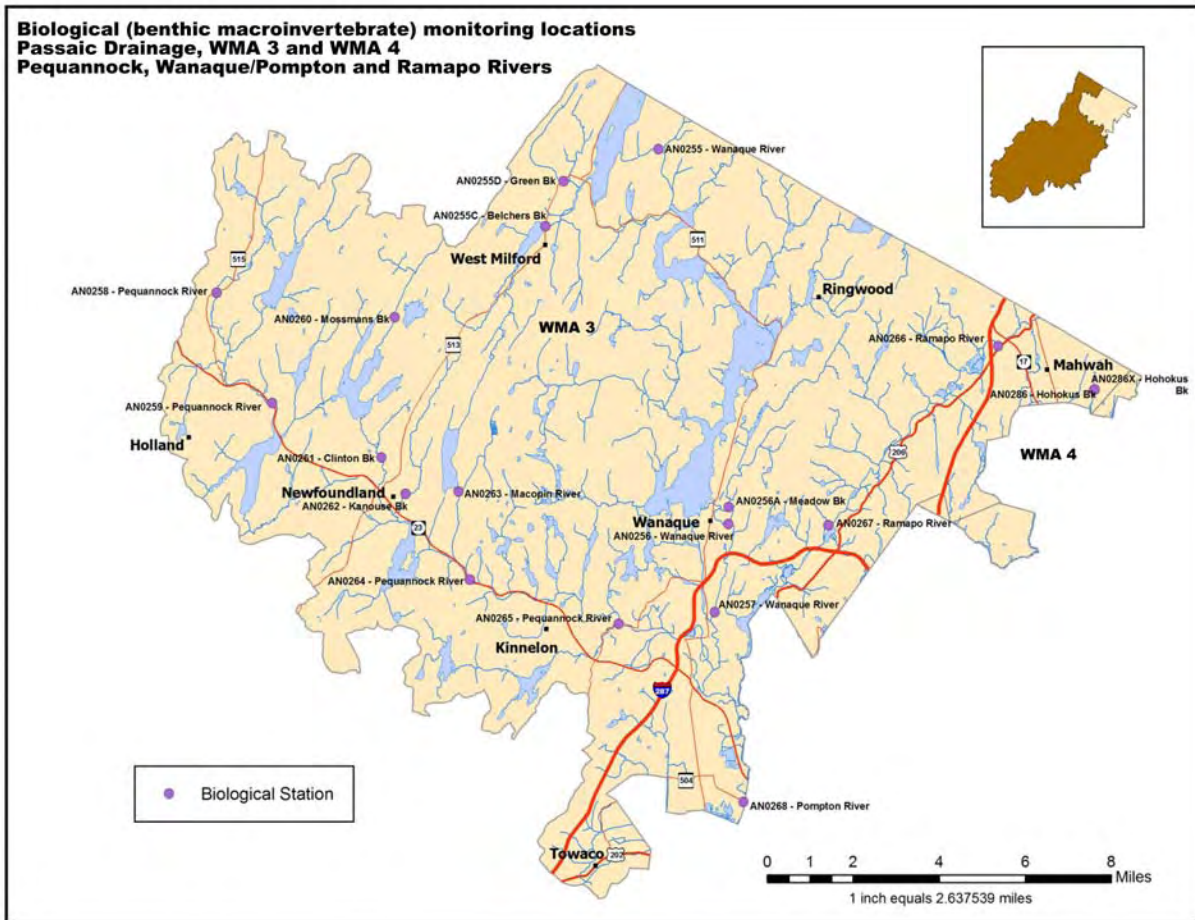 Biological (benthic macroinvertebrate) monitoring locations
Passaic Drainage, WMA 3 and WMA 4
Pequannock, Wanaque/Pompton and Ramapo Rivers
AN0255 - Wanaque River
AN0255D - Green Bk
AN0255C - Belchers Bk
West Milford
511
515
AN0258 - Pequannock River
Ringwood
AN0260 - Mossmans Bk
WMA 3
513
AN0266 - Ramapo River
17
Mahwah
AN0286X - Hohokus
Bk
AN0286 - Hohokus Bk
AN0259 - Pequannock River
Holland
AN0261 - Clinton Bk
WMA 4
Newfoundland
AN0263 - Macopin River
AN0262 - Kanouse Bk
AN0256A - Meadow Bk
Wanaque
AN0267 - Ramapo River
AN0256 - Wanaque River
23
AN0264 - Pequannock River
AN0257 - Wanaque River
AN0265 - Pequannock River
Kinnelon
287
504
Biological Station
AN0268 - Pompton River
Towaco
202
0 1 2 4 6 8
Miles
1 inch equals 2.637539 miles